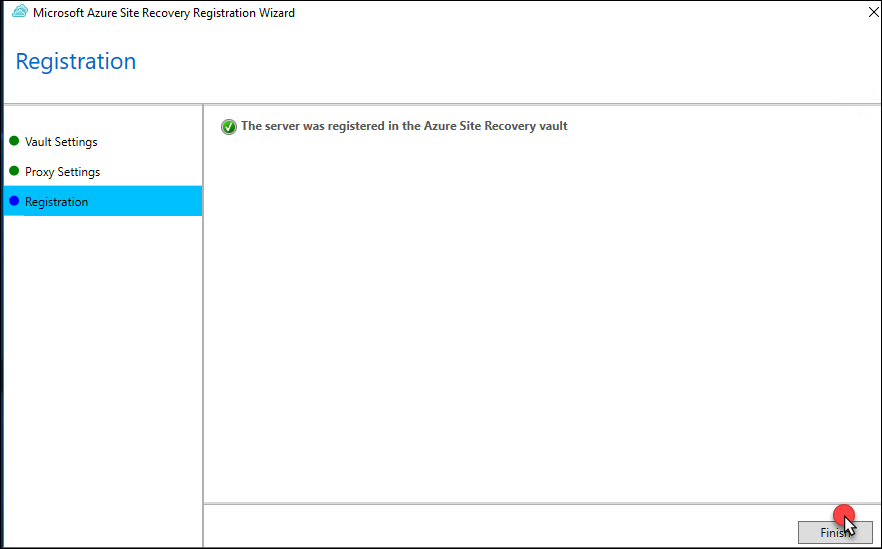 Microsoft Azure Site Recovery Registration Wizard
Registration
Vault Settings
Proxy Settings
Registration
The server was registered in the Azure Site Recovery vault
Finish